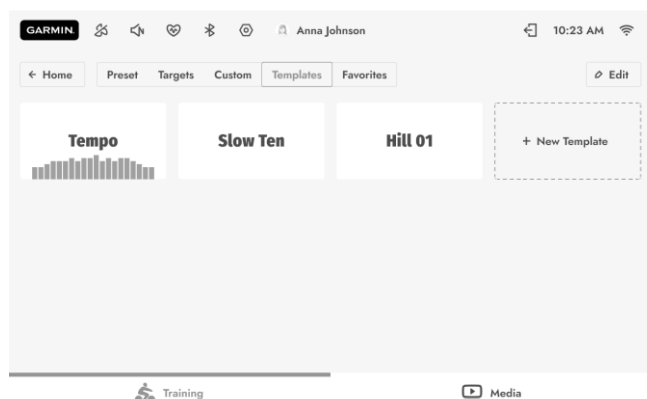 GARMIN. Anna Johnson 10:23 AM
← Home Preset Targets Custom Templates Favorites Edit
Tempo Slow Ten Hill 01 + New Template
Training Media